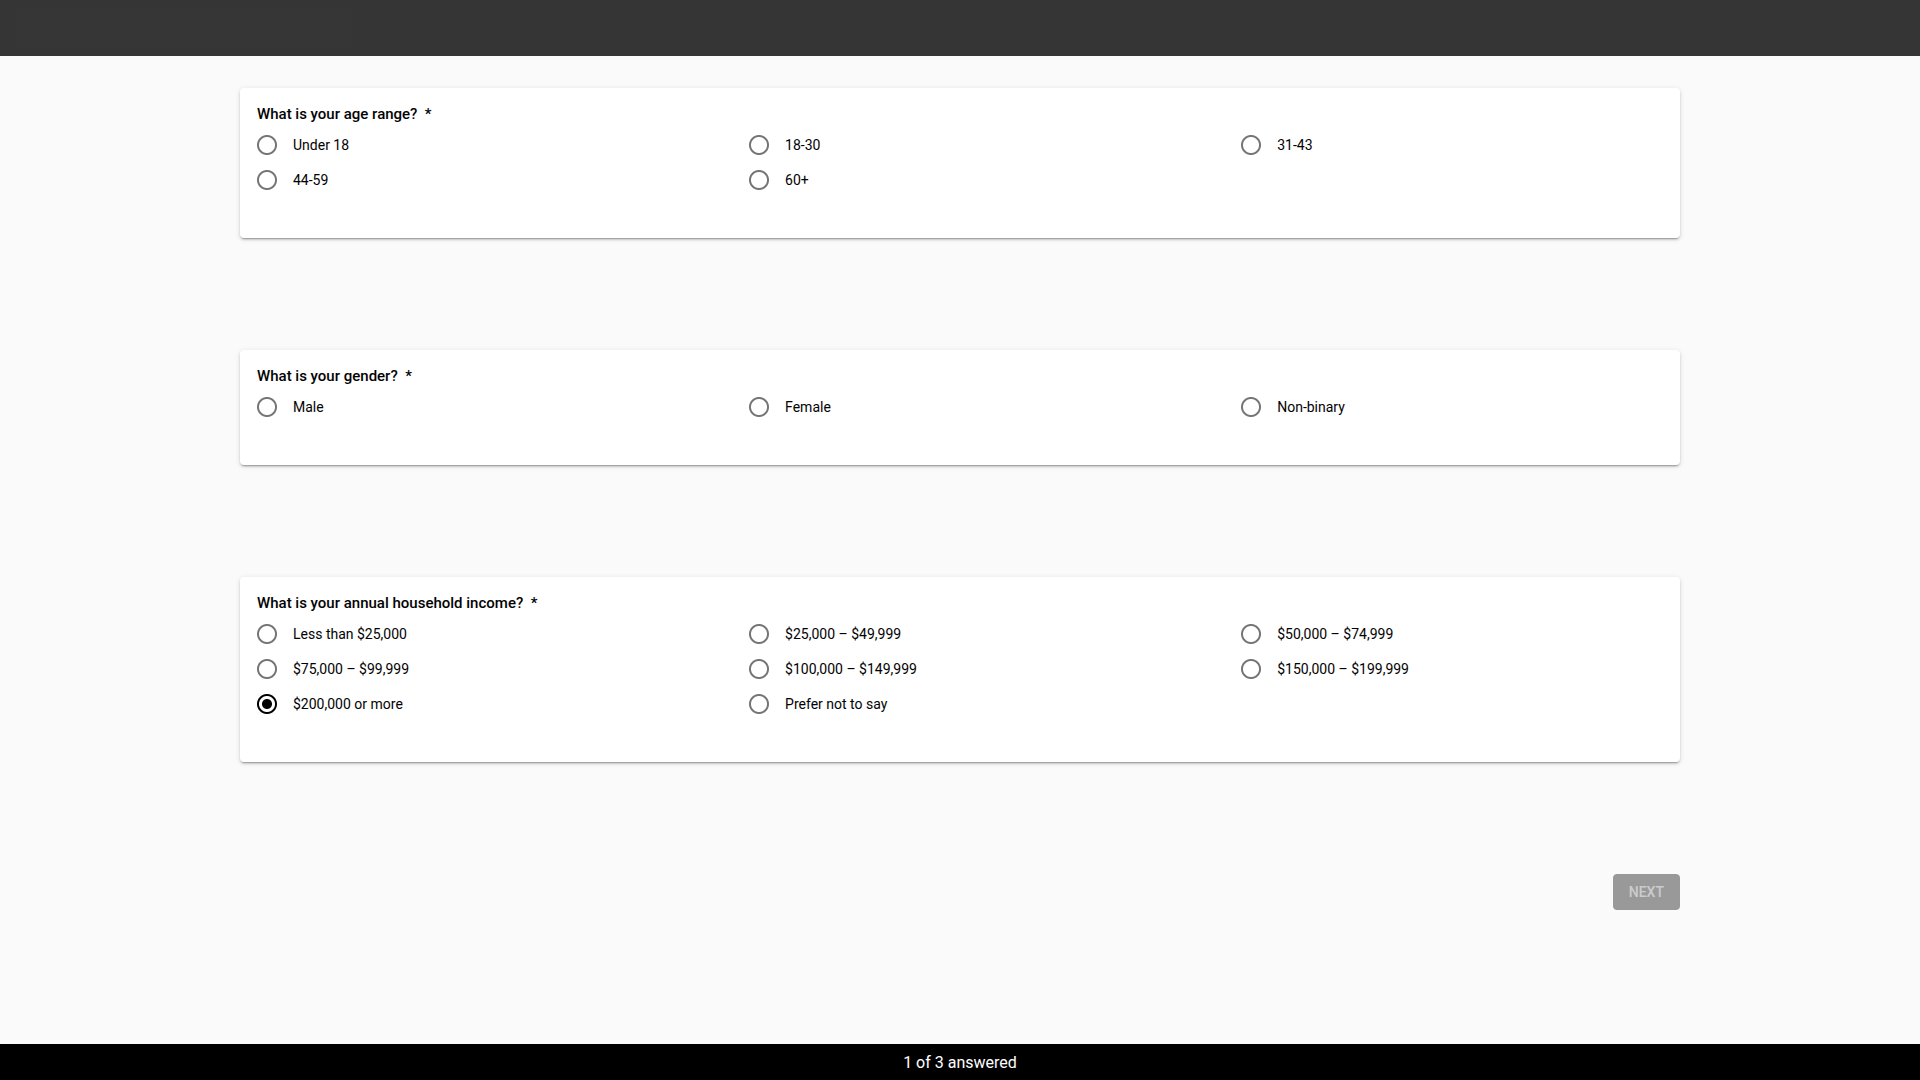 What is your age range? *
Under 18
18-30
31-43
44-59
60+
What is your gender? *
Male
Female
Non-binary
What is your annual household income? *
Less than $25,000
$25,000 – $49,999
$50,000 – $74,999
$75,000 – $99,999
$100,000 – $149,999
$150,000 – $199,999
$200,000 or more
Prefer not to say
NEXT
1 of 3 answered